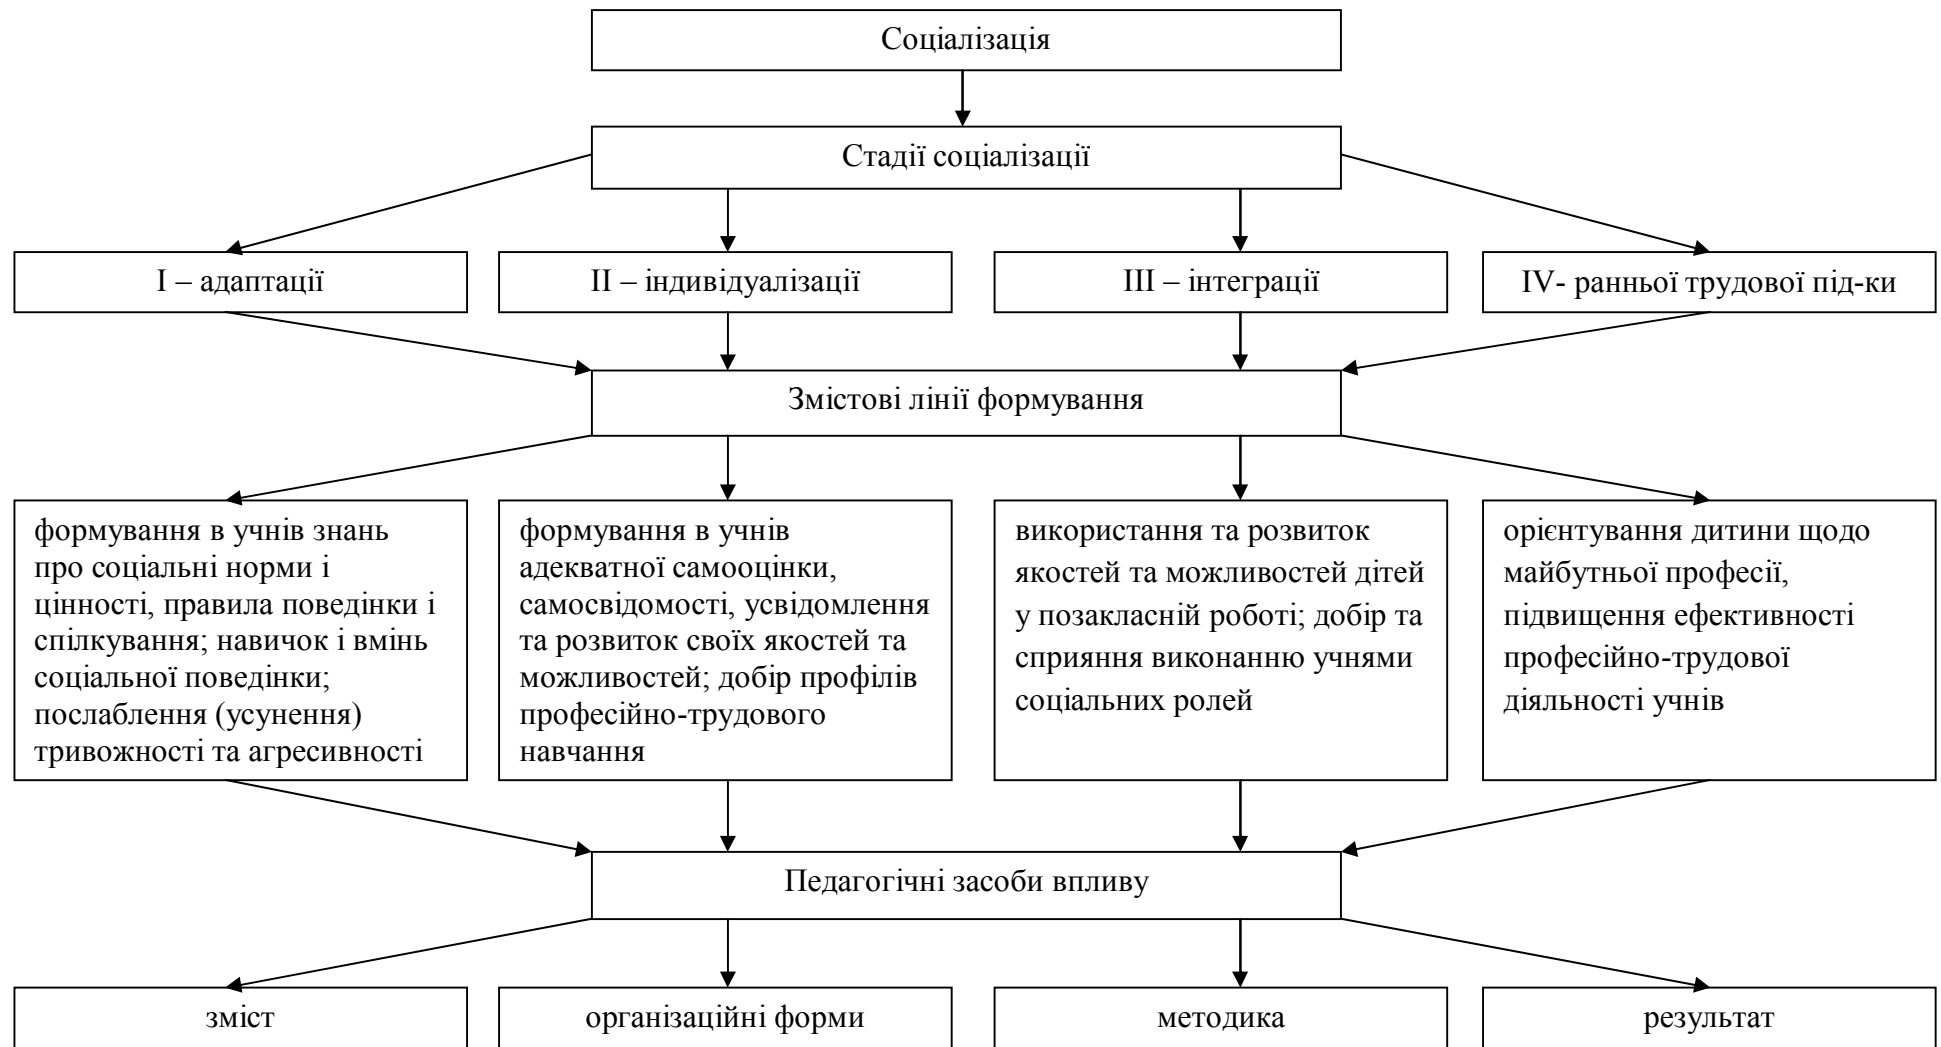 Соціалізація
Стадії соціалізації
І – адаптації
ІІ – індивідуалізації
ІІІ – інтеграції
IV- ранньої трудової під-ки
Змістові лінії формування
формування в учнів знань
про соціальні норми і
цінності, правила поведінки і
спілкування; навичок і вмінь
соціальної поведінки;
послаблення (усунення)
тривожності та агресивності
формування в учнів
адекватної самооцінки,
самосвідомості, усвідомлення
та розвиток своїх якостей та
можливостей; добір профілів
професійно-трудового
навчання
використання та розвиток
якостей та можливостей дітей
у позакласній роботі; добір та
сприяння виконанню учнями
соціальних ролей
орієнтування дитини щодо
майбутньої професії,
підвищення ефективності
професійно-трудової
діяльності учнів
Педагогічні засоби впливу
зміст
організаційні форми
методика
результат